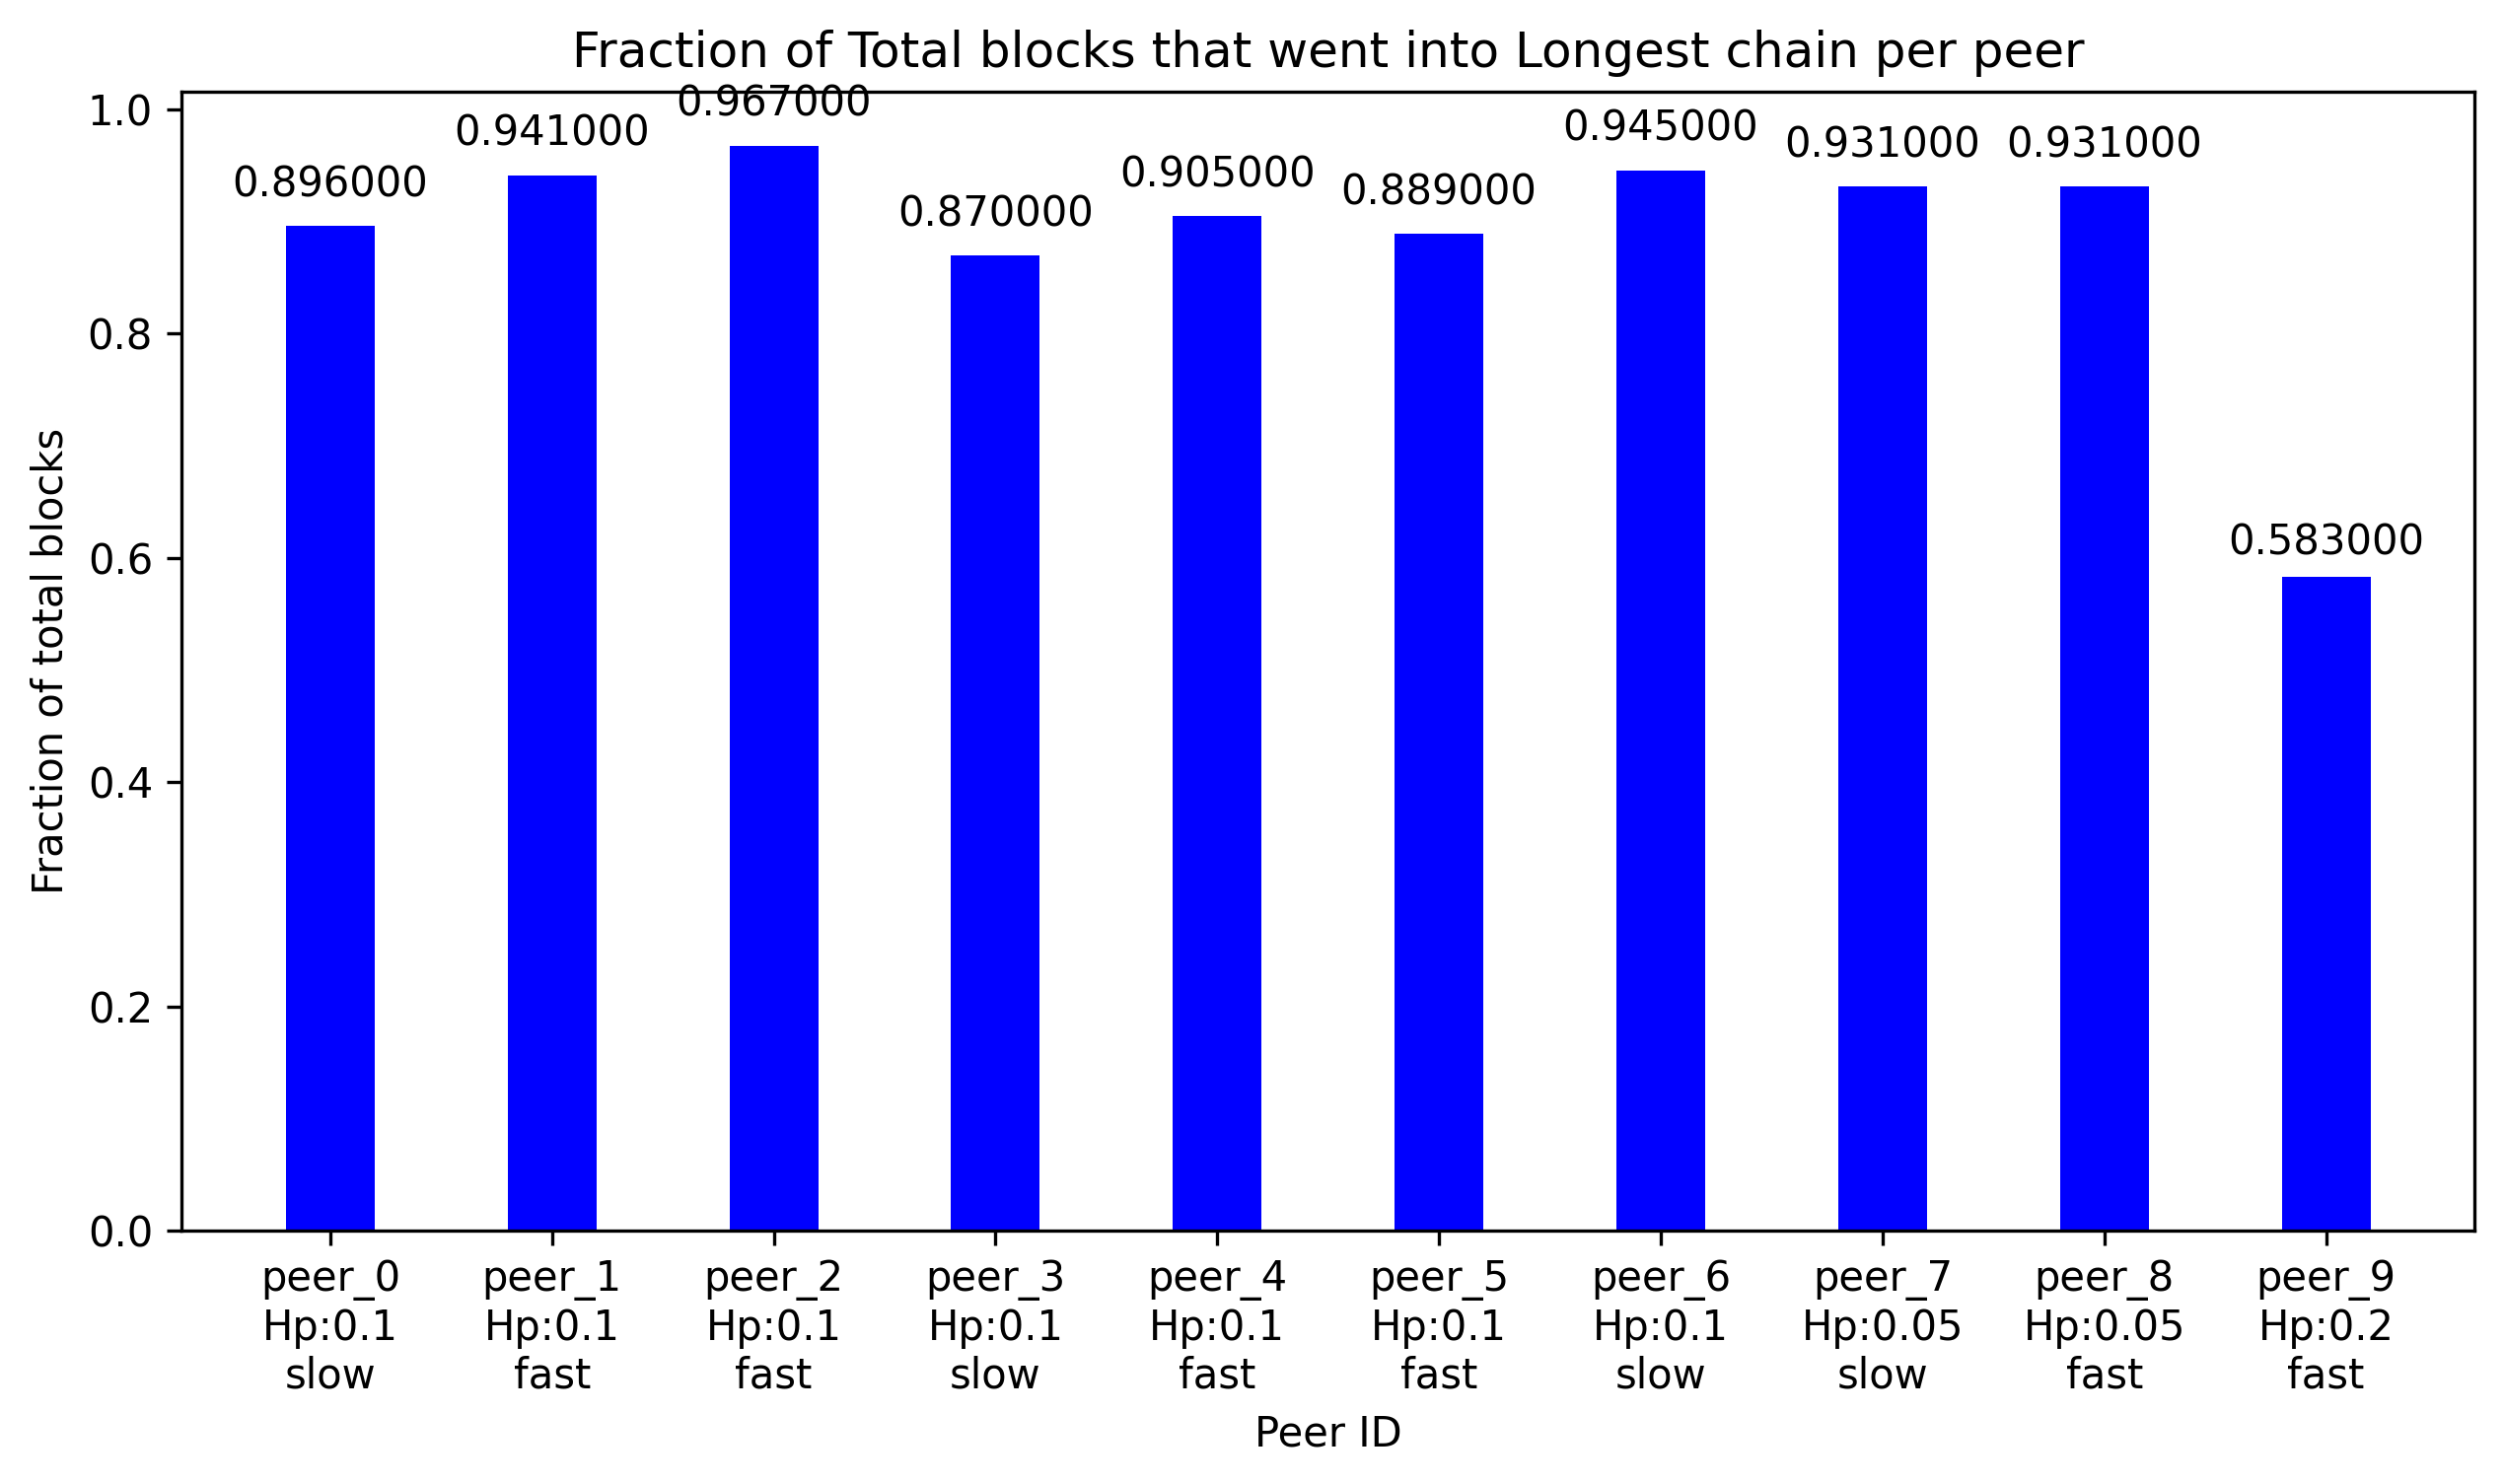 Fraction of Total blocks that went into Longest chain per peer
Fraction of total blocks
1.0
0.8
0.6
0.4
0.2
0.0
0.896000
0.941000
0.967000
0.870000
0.905000
0.889000
0.945000
0.931000
0.931000
0.583000
peer_0
Hp:0.1
slow
peer_1
Hp:0.1
fast
peer_2
Hp:0.1
fast
peer_3
Hp:0.1
slow
peer_4
Hp:0.1
fast
peer_5
Hp:0.1
fast
peer_6
Hp:0.1
slow
peer_7
Hp:0.05
slow
peer_8
Hp:0.05
fast
peer_9
Hp:0.2
fast
Peer ID